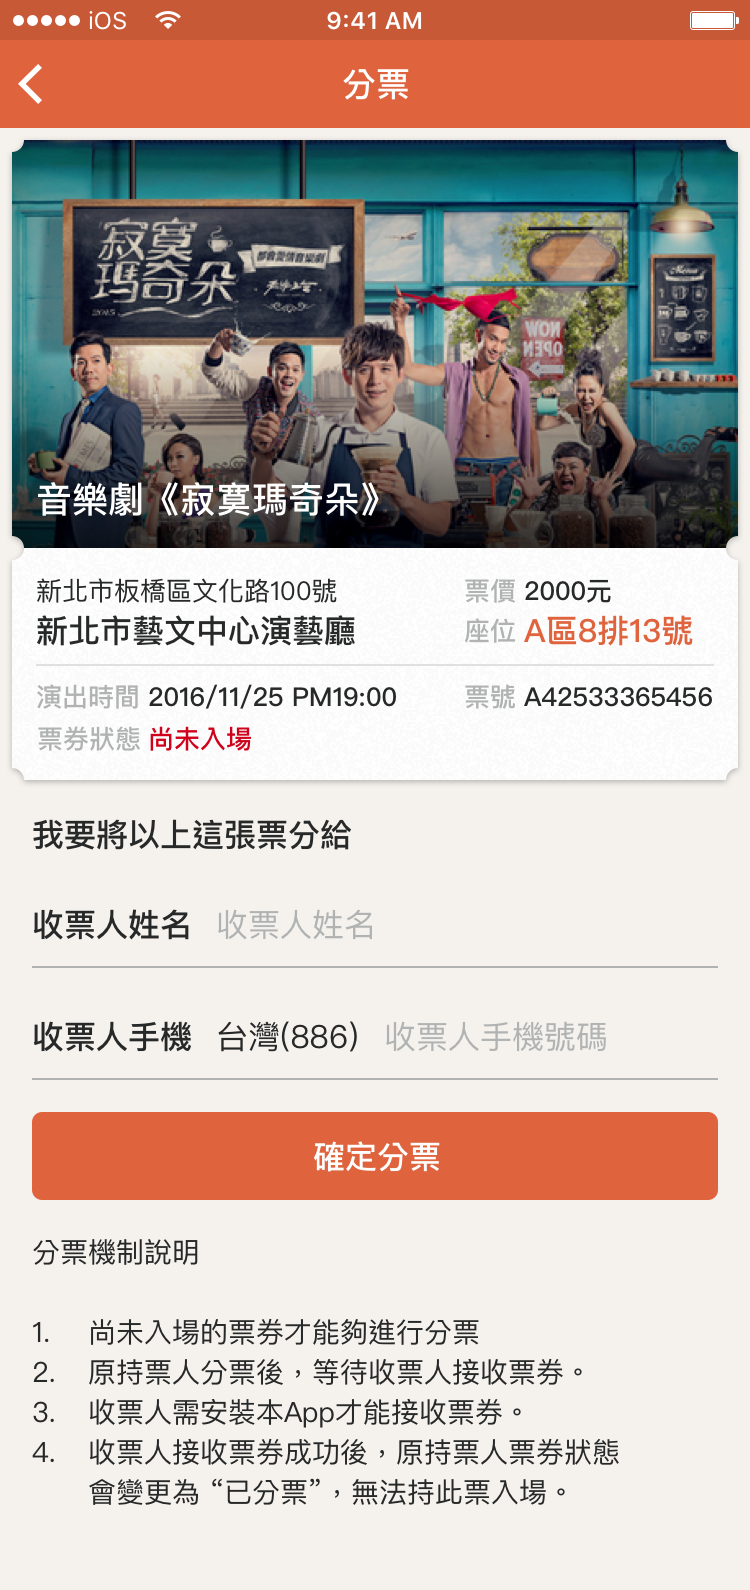 iOS 9:41 AM
分票
寂寞
瑪奇朵
都會愛情音樂劇
2015
Menu
NOW
OPEN
音樂劇《寂寞瑪奇朵》
新北市板橋區文化路100號
票價 2000元
新北市藝文中心演藝廳
座位 A區8排13號
演出時間 2016/11/25 PM19:00
票號 A42533365456
票券狀態 尚未入場
我要將以上這張票分給
收票人姓名 收票人姓名
收票人手機 台灣(886) 收票人手機號碼
確定分票
分票機制說明
1. 尚未入場的票券才能夠進行分票
2. 原持票人分票後，等待收票人接收票券。
3. 收票人需安裝本App才能接收票券。
4. 收票人接收票券成功後，原持票人票券狀態
會變更為 “已分票”，無法持此票入場。